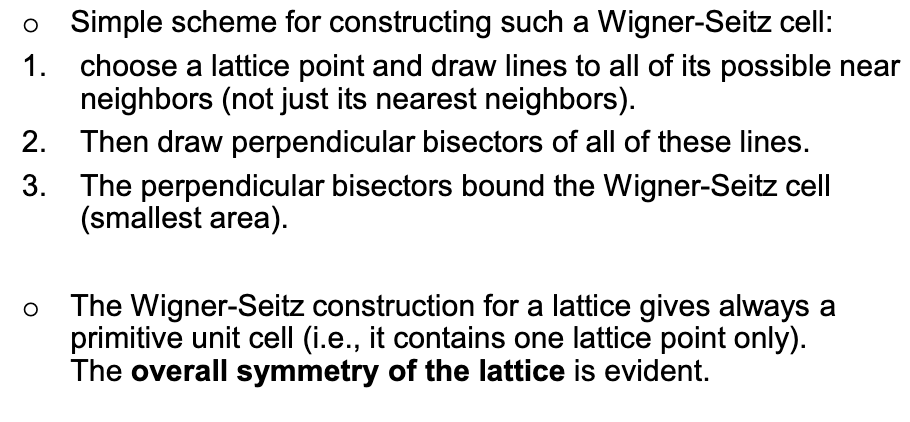 o Simple scheme for constructing such a Wigner-Seitz cell:
1. choose a lattice point and draw lines to all of its possible near
neighbors (not just its nearest neighbors).
2. Then draw perpendicular bisectors of all of these lines.
3. The perpendicular bisectors bound the Wigner-Seitz cell
(smallest area).
o The Wigner-Seitz construction for a lattice gives always a
primitive unit cell (i.e., it contains one lattice point only).
The overall symmetry of the lattice is evident.